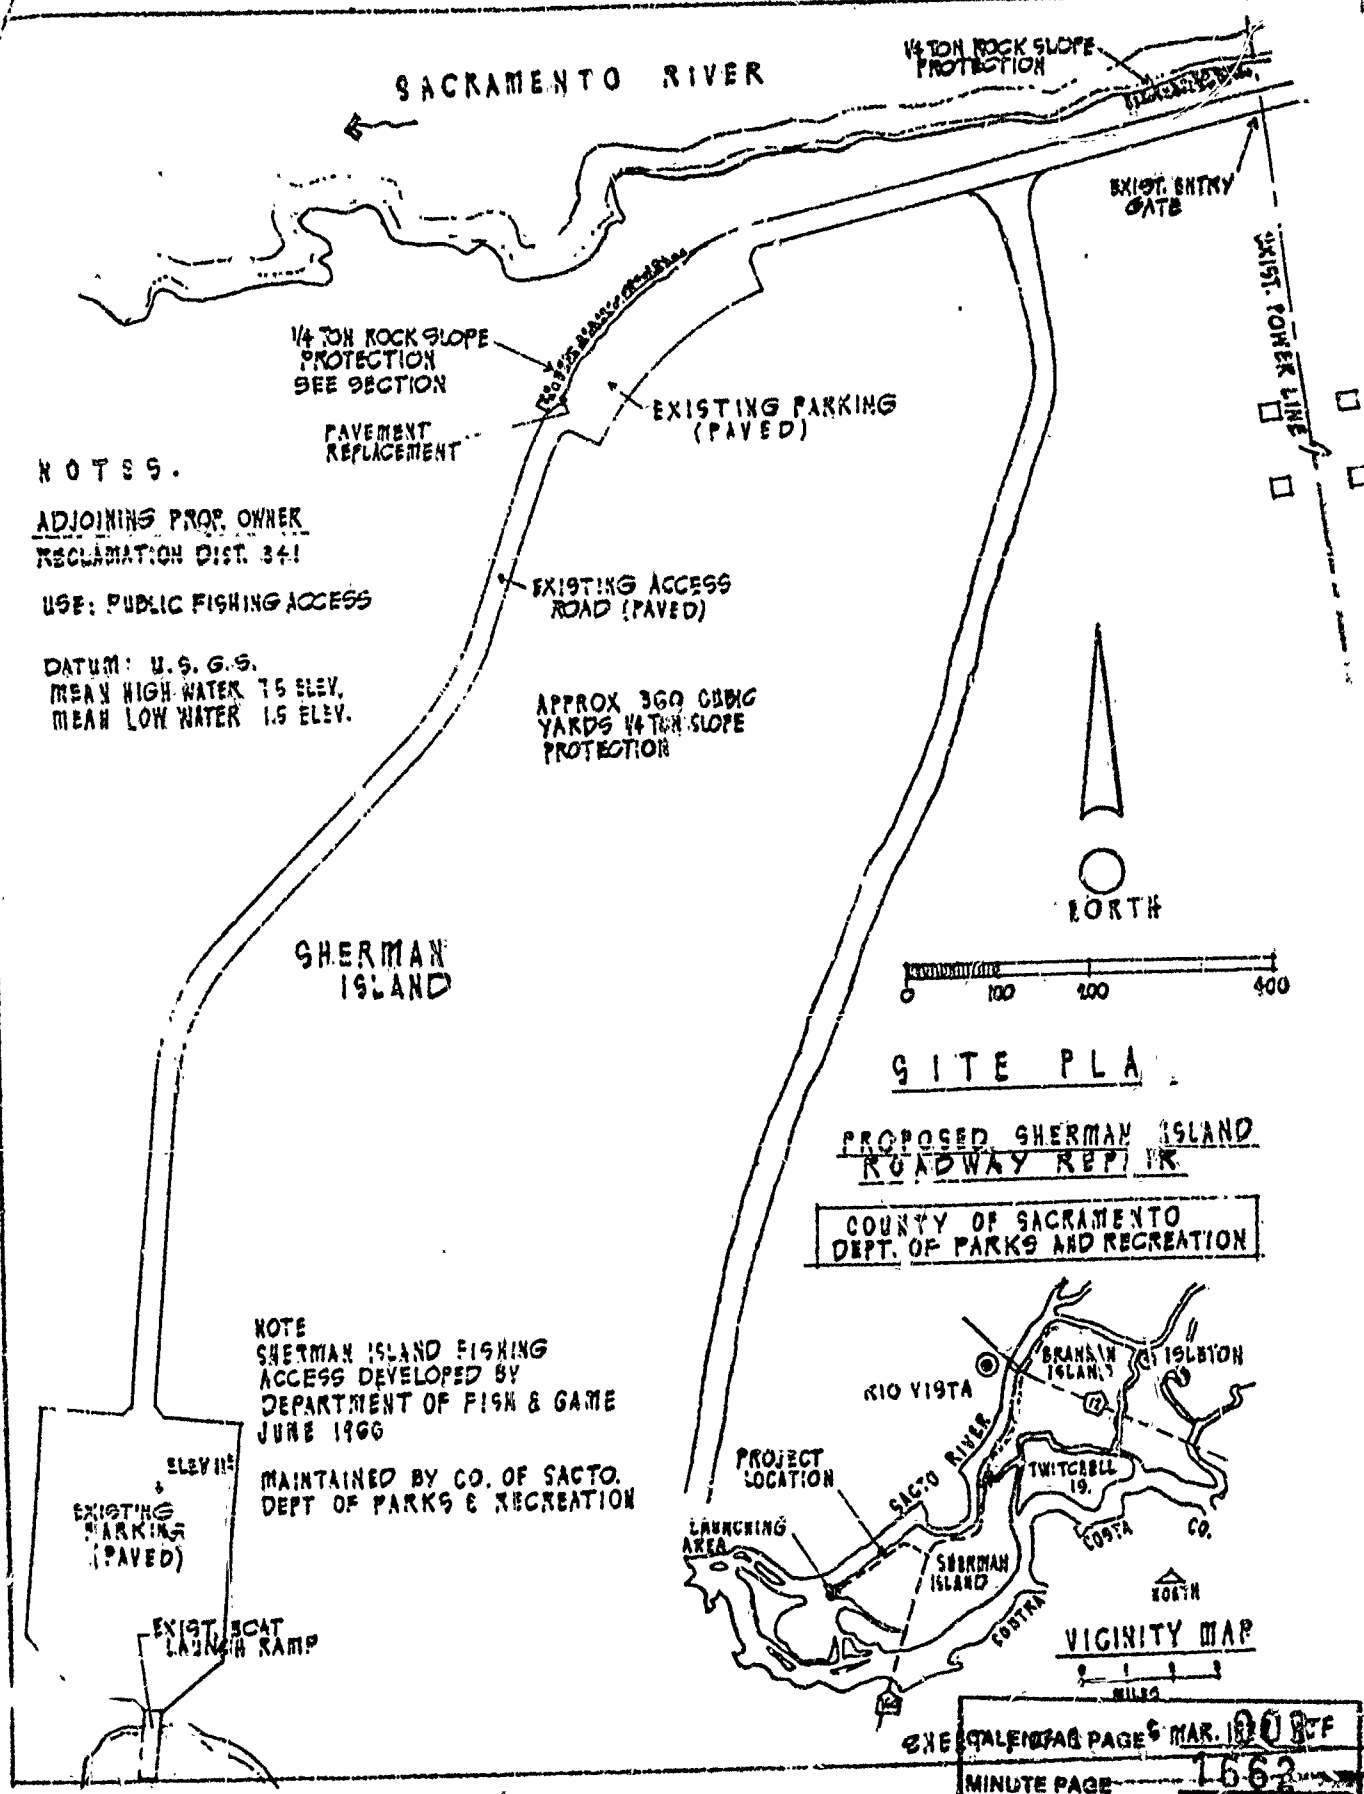 SACRAMENTO RIVER
1/4 TON ROCK SLOPE
PROTECTION
EXIST. ENTRY
GATE
EXIST. POWER LINE
1/4 TON ROCK SLOPE
PROTECTION
SEE SECTION
PAVEMENT
REPLACEMENT
EXISTING PARKING
(PAVED)
NOTES.
ADJOINING PROP. OWNER
RECLAMATION DIST. 341
USE: PUBLIC FISHING ACCESS
DATUM: U.S.G.S.
MEAN HIGH WATER 7.5 ELEV.
MEAN LOW WATER 1.5 ELEV.
EXISTING ACCESS
ROAD (PAVED)
APPROX 360 CUBIC
YARDS 1/4 TON SLOPE
PROTECTION
NORTH
0 100 200 400
SHERMAN
ISLAND
SITE PLA
PROPOSED SHERMAN ISLAND
ROADWAY REPAIR
COUNTY OF SACRAMENTO
DEPT. OF PARKS AND RECREATION
NOTE
SHERMAN ISLAND FISHING
ACCESS DEVELOPED BY
DEPARTMENT OF FISH & GAME
JUNE 1966
MAINTAINED BY CO. OF SACTO.
DEPT OF PARKS & RECREATION
ELEV 11±
EXISTING
PARKING
(PAVED)
EXIST. BOAT
LAUNCH RAMP
RIO VISTA
BRANNAN
ISLAND
ISLETON
12
SACTO RIVER
TWITCHELL
IS.
PROJECT
LOCATION
LAUNCHING
AREA
SHERMAN
ISLAND
CONTRA
COSTA
CO.
160
NORTH
VICINITY MAP
MILES
CALENDAR PAGE
MAR.
MINUTE PAGE
1662